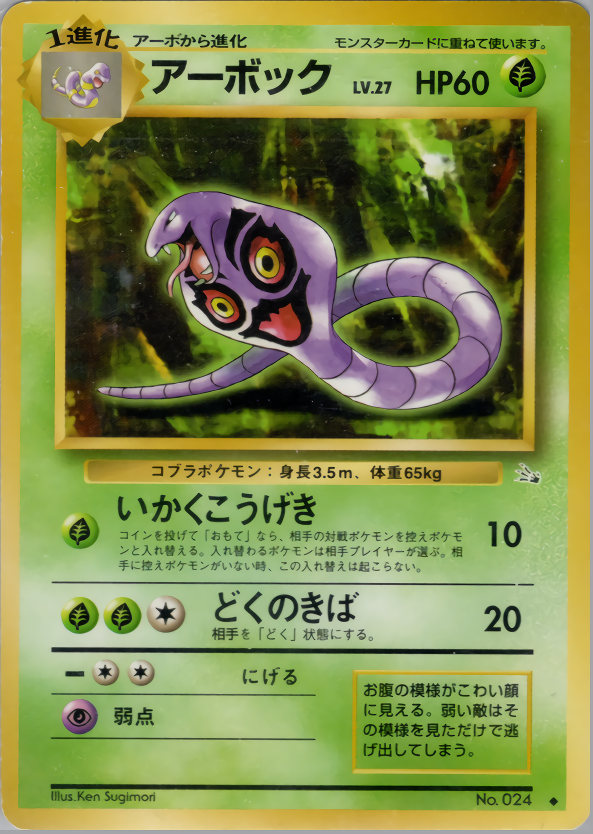 1進化 アーボから進化 モンスターカードに重ねて使います。
アーボック LV.27 HP60
コブラポケモン：身長3.5m、体重65kg
いかくこうげき 10
コインを投げて「おもて」なら、相手の対戦ポケモンを控えポケモ
ンと入れ替える。入れ替わるポケモンは相手プレイヤーが選ぶ。相
手に控えポケモンがいない時、この入れ替えは起こらない。
どくのきば 20
相手を「どく」状態にする。
にげる
弱点
お腹の模様がこわい顔
に見える。弱い敵はそ
の模様を見ただけで逃
げ出してしまう。
Illus.Ken Sugimori No.024